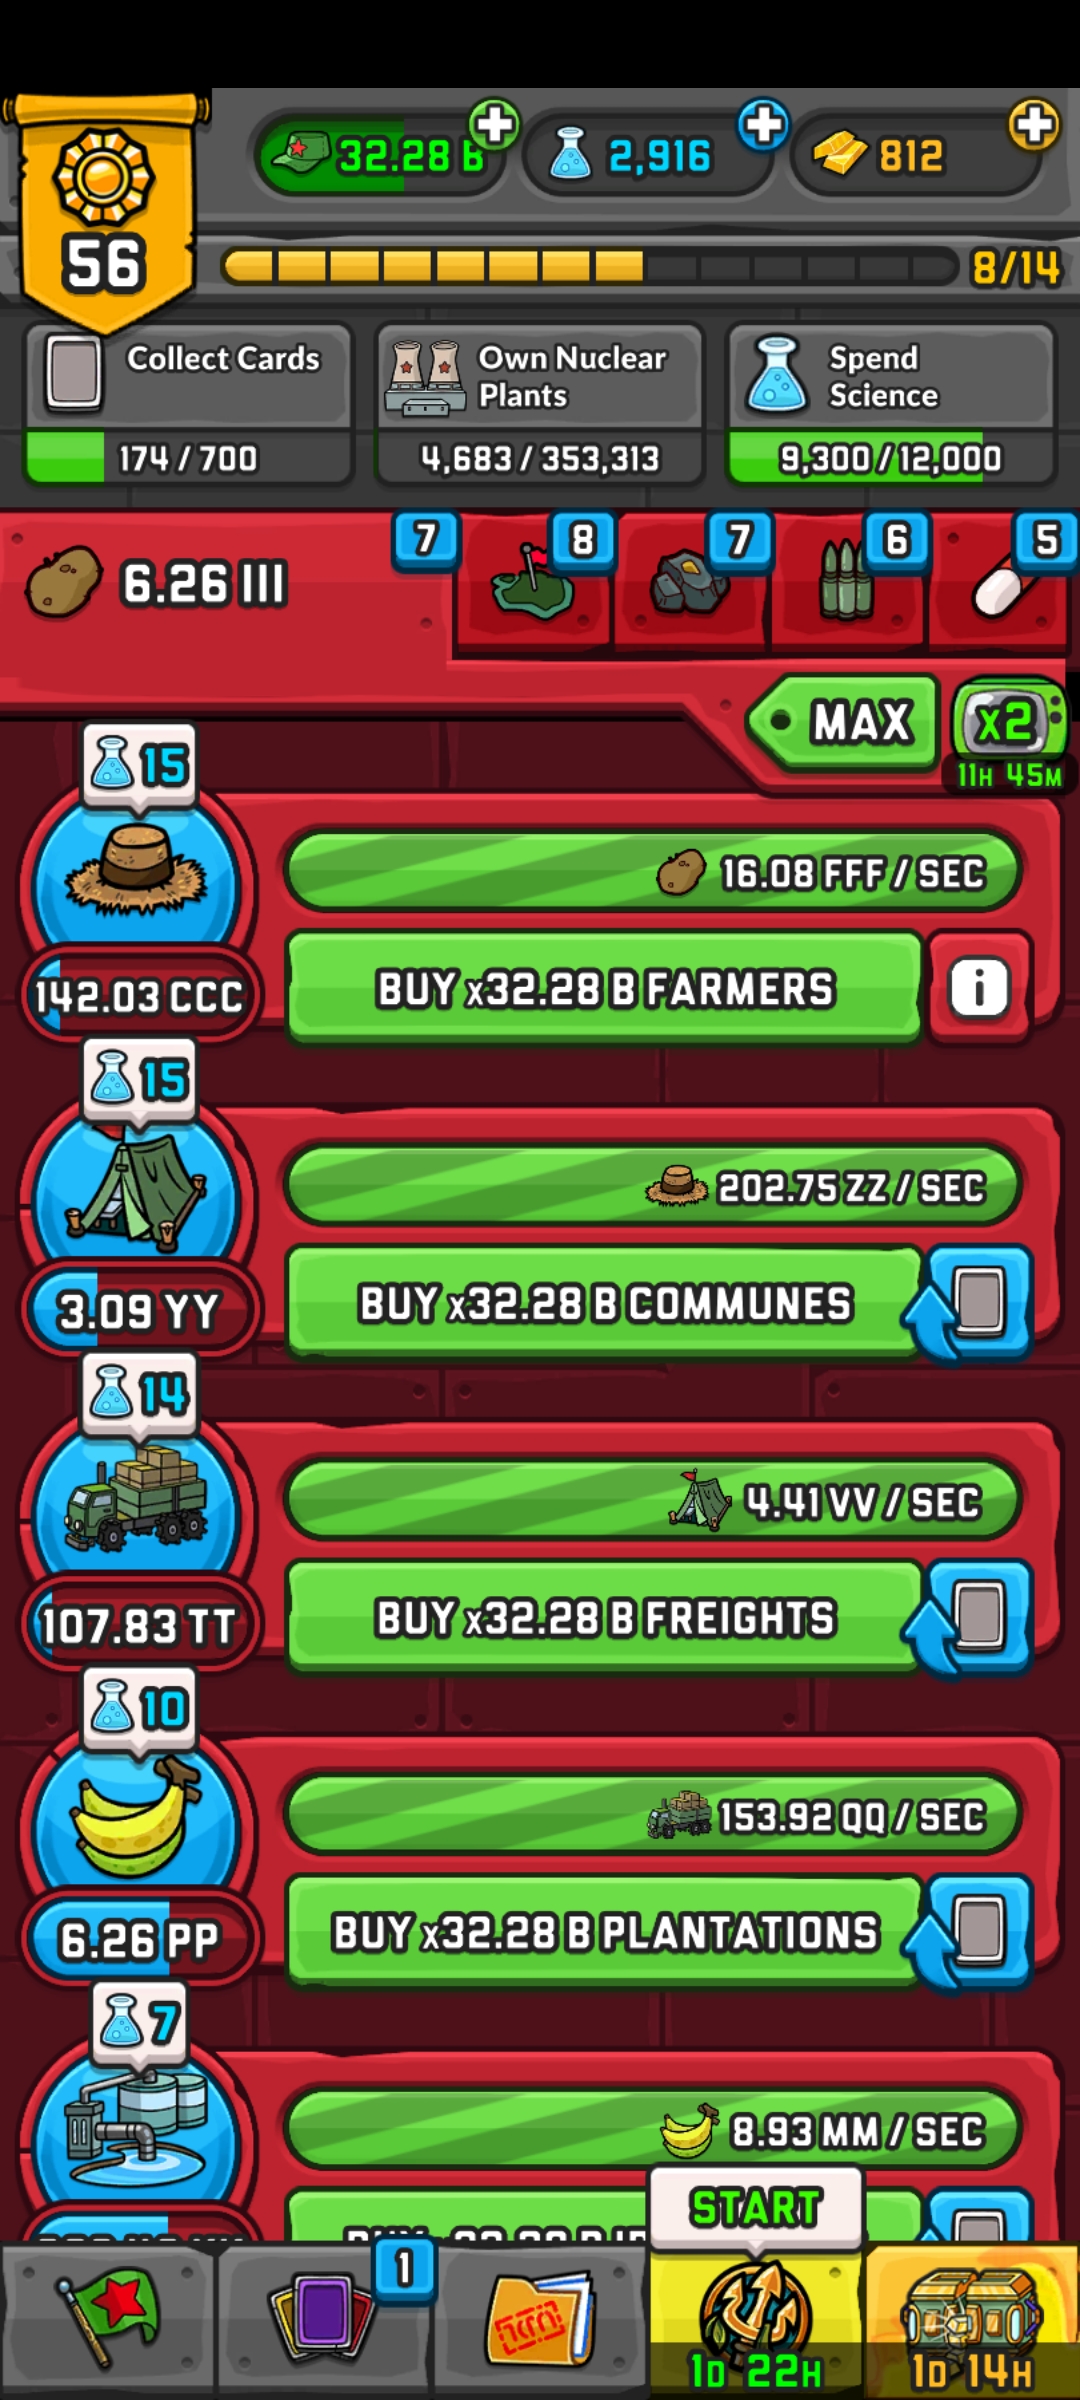 32.28 B
2,916
812
56
8/14
Collect Cards
174 / 700
Own Nuclear
Plants
4,683 / 353,313
Spend
Science
9,300 / 12,000
6.26 III
7
8
7
6
5
MAX
x2
11H 45M
15
16.08 FFF / SEC
142.03 CCC
BUY x32.28 B FARMERS
i
15
202.75 ZZ / SEC
3.09 YY
BUY x32.28 B COMMUNES
14
4.41 VV / SEC
107.83 TT
BUY x32.28 B FREIGHTS
10
153.92 QQ / SEC
6.26 PP
BUY x32.28 B PLANTATIONS
7
8.93 MM / SEC
START
1
1D 22H
1D 14H